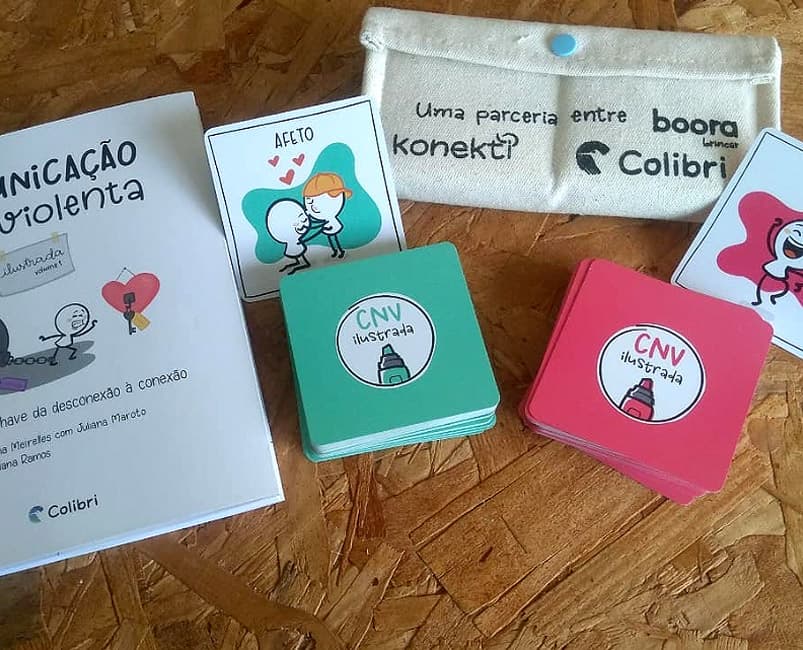 UNICAÇÃO
violenta
ilustrada
volume 1
have da desconexão à conexão
Meirelles com Juliana Maroto
iana Ramos
Colibri
AFETO
CNV
ilustrada
Uma parceria entre boora
brincar
konekti?
Colibri
CNV
ilustrada